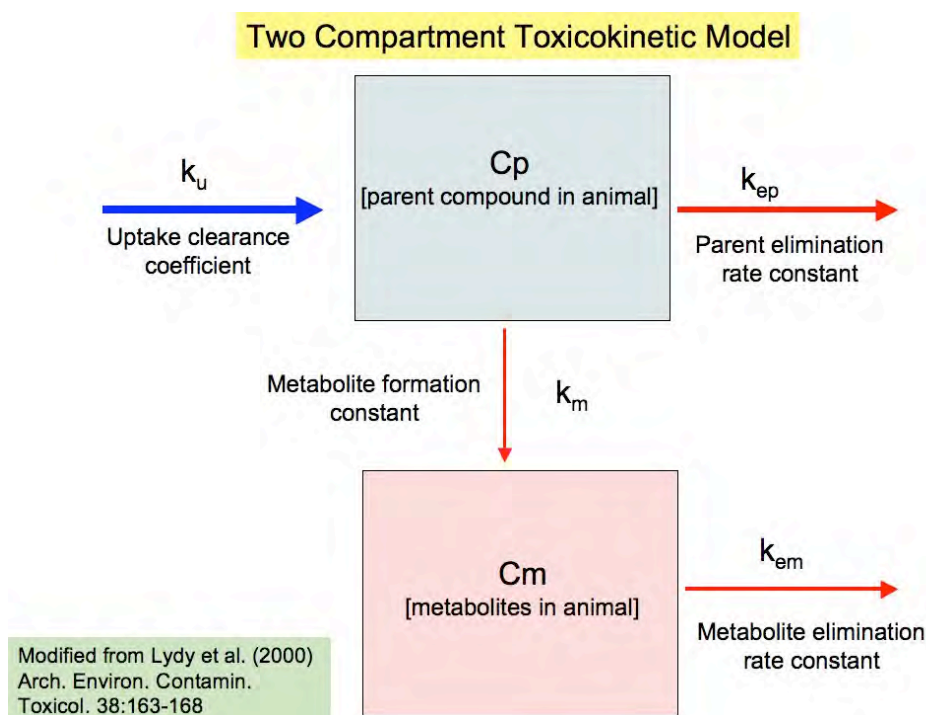 Two Compartment Toxicokinetic Model
Cp
[parent compound in animal]
ku
Uptake clearance
coefficient
kep
Parent elimination
rate constant
Metabolite formation
constant
km
Cm
[metabolites in animal]
kem
Metabolite elimination
rate constant
Modified from Lydy et al. (2000)
Arch. Environ. Contamin.
Toxicol. 38:163-168